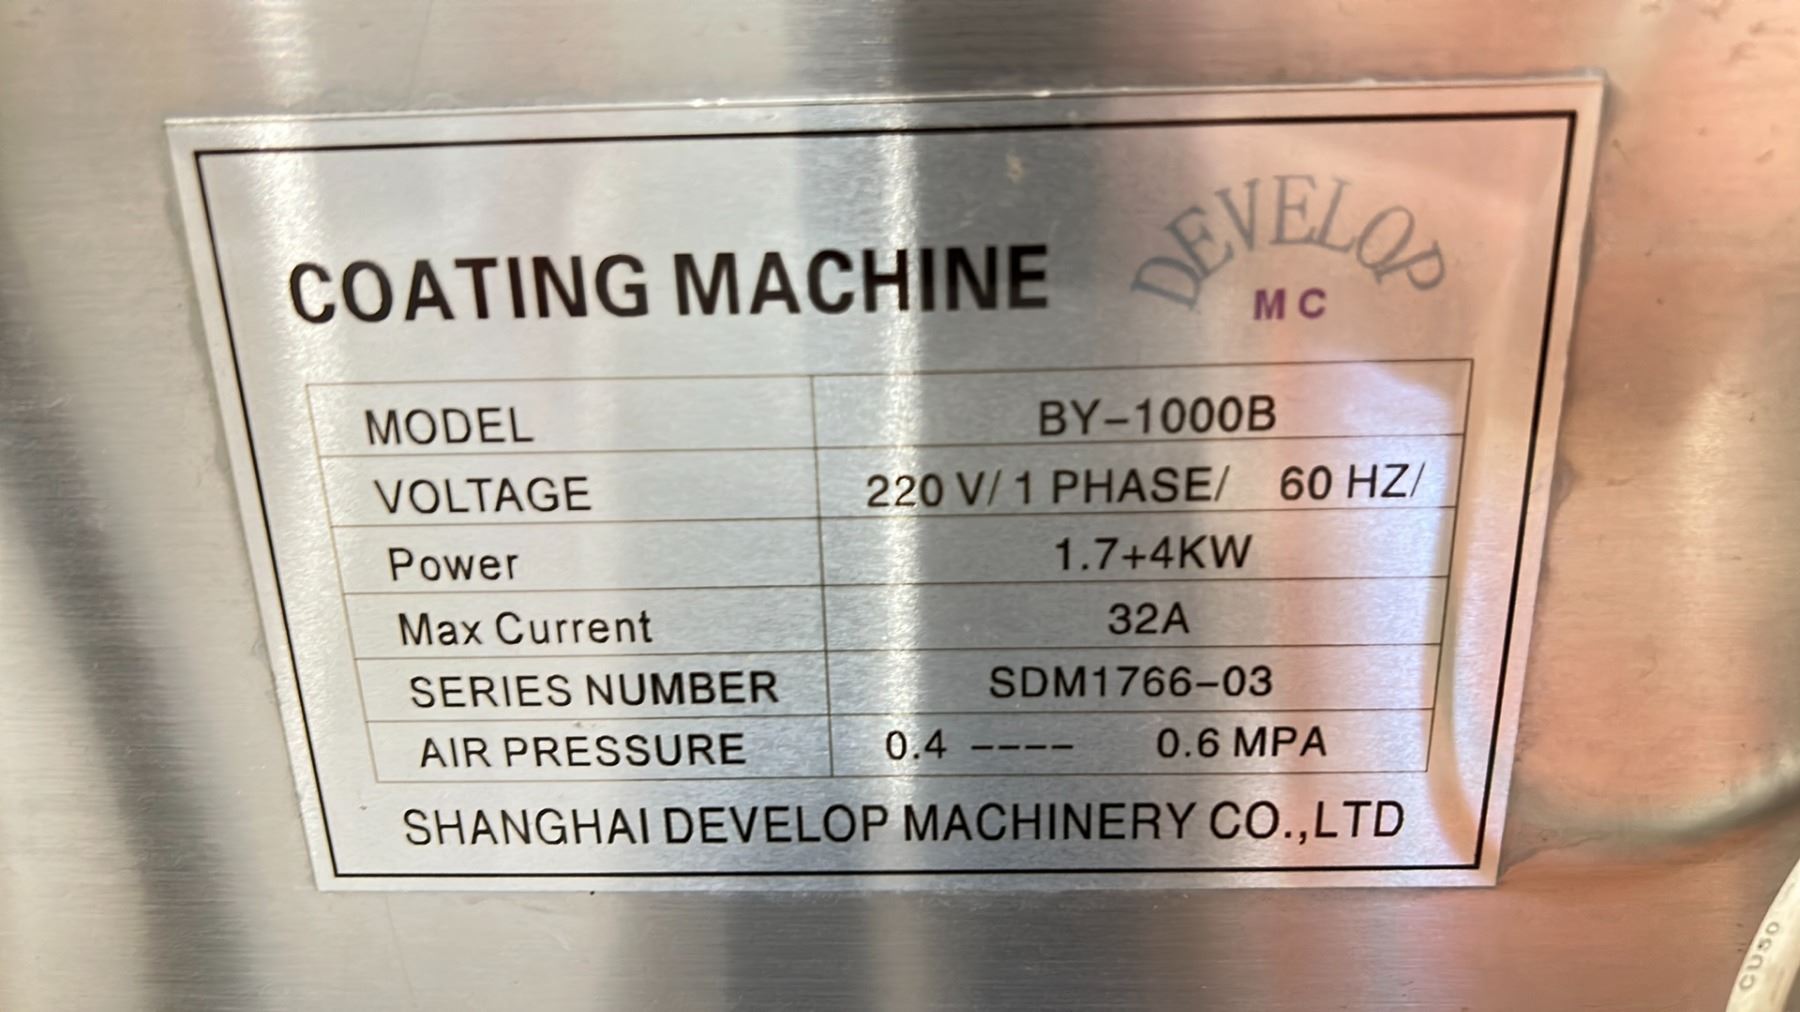 COATING MACHINE
DEVELOP
MC
MODEL BY-1000B
VOLTAGE 220 V/ 1 PHASE/ 60 HZ/
Power 1.7+4KW
Max Current 32A
SERIES NUMBER SDM1766-03
AIR PRESSURE 0.4 ---- 0.6 MPA
SHANGHAI DEVELOP MACHINERY CO.,LTD
CU50